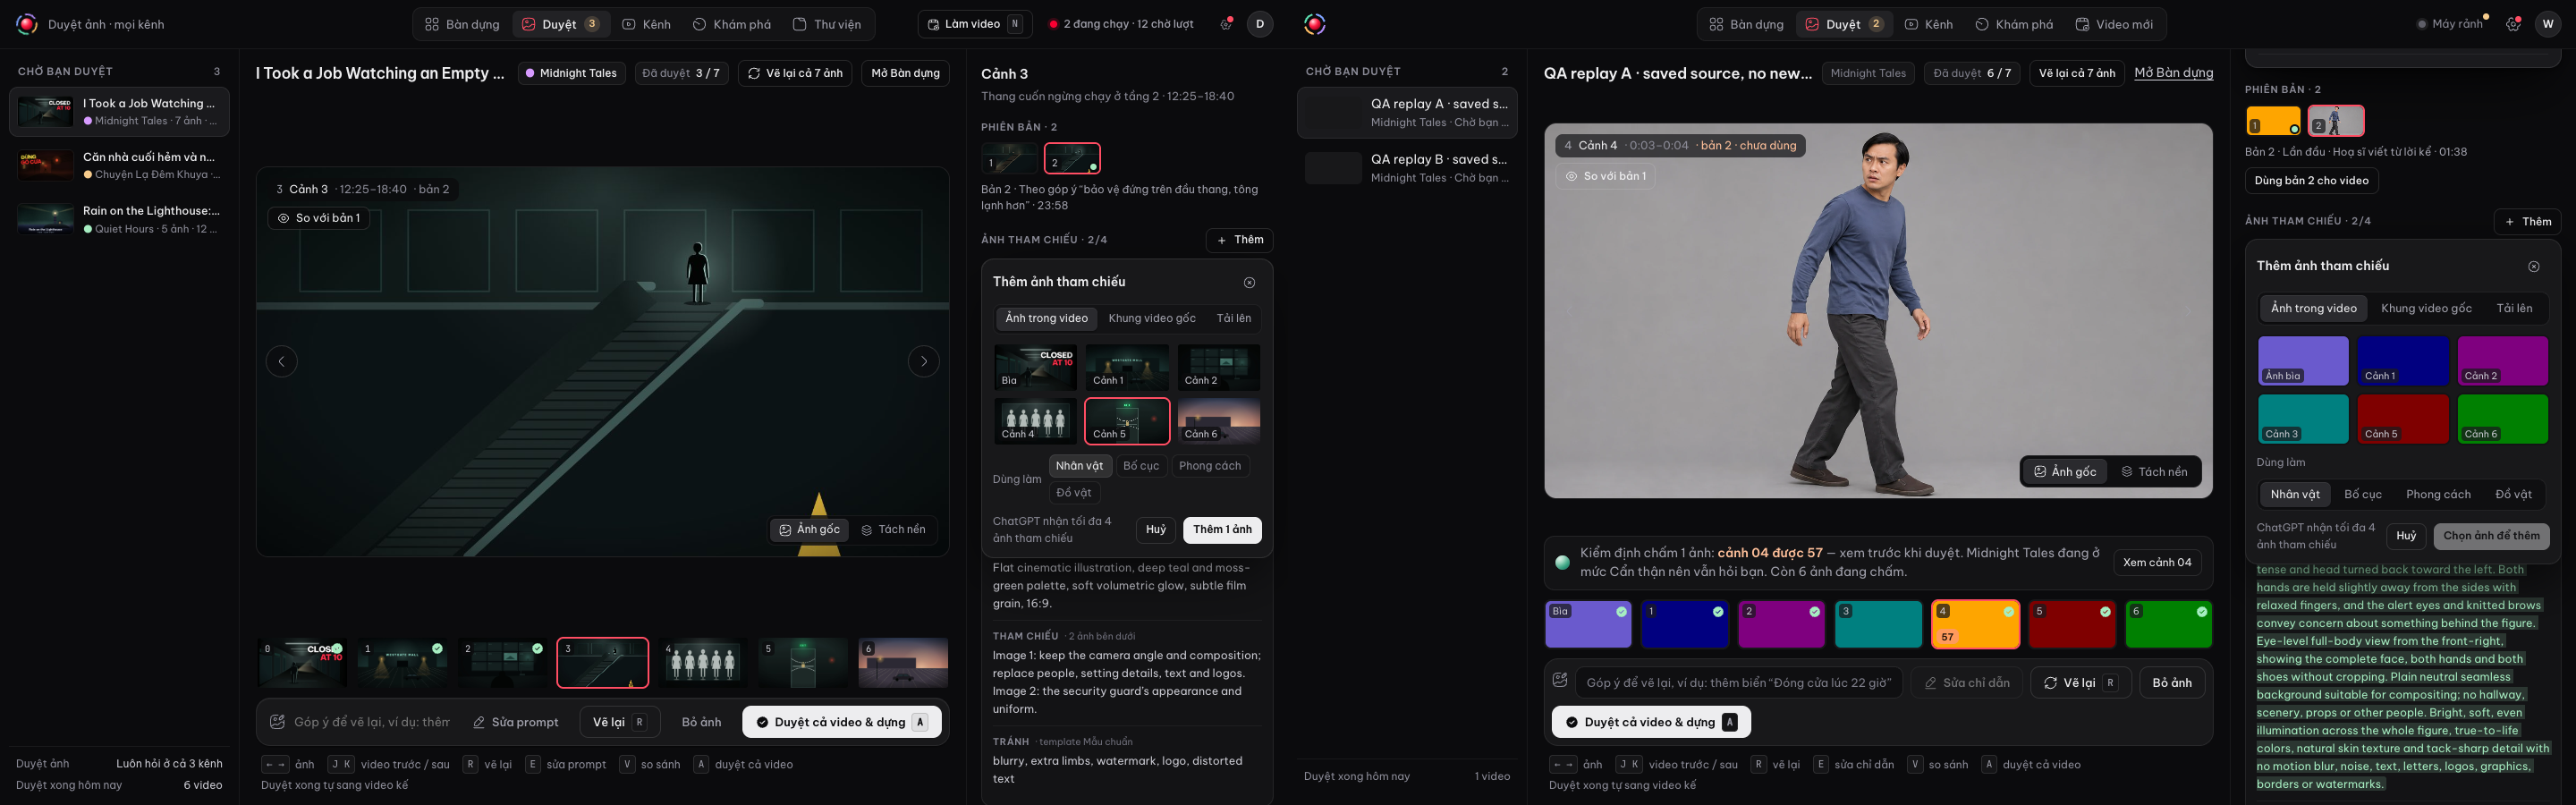 Duyệt ảnh · mọi kênh
Bàn dựng
Duyệt 3
Kênh
Khám phá
Thư viện
Làm video N
2 đang chạy · 12 chờ lượt
D
CHỜ BẠN DUYỆT 3
I Took a Job Watching ...
Midnight Tales · 7 ảnh · ...
Căn nhà cuối hẻm và n...
Chuyện Lạ Đêm Khuya · ...
Rain on the Lighthouse:...
Quiet Hours · 5 ảnh · 12 ...
Duyệt ảnh Luôn hỏi ở cả 3 kênh
Duyệt xong hôm nay 6 video
I Took a Job Watching an Empty ...
Midnight Tales
Đã duyệt 3 / 7
Vẽ lại cả 7 ảnh
Mở Bàn dựng
3 Cảnh 3 · 12:25–18:40 · bản 2
So với bản 1
Ảnh gốc
Tách nền
0 CLOSED AT 10
1
2
3
4
5
6
Góp ý để vẽ lại, ví dụ: thêm
Sửa prompt
Vẽ lại R
Bỏ ảnh
Duyệt cả video & dựng A
← → ảnh J K video trước / sau R vẽ lại E sửa prompt V so sánh A duyệt cả video
Duyệt xong tự sang video kế
Cảnh 3
Thang cuốn ngừng chạy ở tầng 2 · 12:25–18:40
PHIÊN BẢN · 2
1
2
Bản 2 · Theo góp ý “bảo vệ đứng trên đầu thang, tông
lạnh hơn” · 23:58
ẢNH THAM CHIẾU · 2/4
+ Thêm
Thêm ảnh tham chiếu
Ảnh trong video
Khung video gốc
Tải lên
CLOSED AT 10
Bìa
Cảnh 1
Cảnh 2
Cảnh 4
Cảnh 5
Cảnh 6
Dùng làm
Nhân vật
Bố cục
Phong cách
Đồ vật
ChatGPT nhận tối đa 4
ảnh tham chiếu
Huỷ
Thêm 1 ảnh
Flat cinematic illustration, deep teal and moss-
green palette, soft volumetric glow, subtle film
grain, 16:9.
THAM CHIẾU · 2 ảnh bên dưới
Image 1: keep the camera angle and composition;
replace people, setting details, text and logos.
Image 2: the security guard’s appearance and
uniform.
TRÁNH · template Mẫu chuẩn
blurry, extra limbs, watermark, logo, distorted
text
Bàn dựng
Duyệt 2
Kênh
Khám phá
Video mới
Máy rảnh
W
CHỜ BẠN DUYỆT 2
QA replay A · saved s...
Midnight Tales · Chờ bạn ...
QA replay B · saved s...
Midnight Tales · Chờ bạn ...
Duyệt xong hôm nay 1 video
QA replay A · saved source, no new...
Midnight Tales
Đã duyệt 6 / 7
Vẽ lại cả 7 ảnh
Mở Bàn dựng
4 Cảnh 4 · 0:03–0:04 · bản 2 · chưa dùng
So với bản 1
Ảnh gốc
Tách nền
Kiểm định chấm 1 ảnh: cảnh 04 được 57 — xem trước khi duyệt. Midnight Tales đang ở
mức Cẩn thận nên vẫn hỏi bạn. Còn 6 ảnh đang chấm.
Xem cảnh 04
Bìa
1
2
3
4
57
5
6
Góp ý để vẽ lại, ví dụ: thêm biển “Đóng cửa lúc 22 giờ”
Sửa chỉ dẫn
Vẽ lại R
Bỏ ảnh
Duyệt cả video & dựng A
← → ảnh J K video trước / sau R vẽ lại E sửa chỉ dẫn V so sánh A duyệt cả video
Duyệt xong tự sang video kế
PHIÊN BẢN · 2
1
2
Bản 2 · Lần đầu · Hoạ sĩ viết từ lời kể · 01:38
Dùng bản 2 cho video
ẢNH THAM CHIẾU · 2/4
+ Thêm
Thêm ảnh tham chiếu
Ảnh trong video
Khung video gốc
Tải lên
Ảnh bìa
Cảnh 1
Cảnh 2
Cảnh 3
Cảnh 5
Cảnh 6
Dùng làm
Nhân vật
Bố cục
Phong cách
Đồ vật
ChatGPT nhận tối đa 4
ảnh tham chiếu
Huỷ
Chọn ảnh để thêm
tense and head turned back toward the left. Both
hands are held slightly away from the sides with
relaxed fingers, and the alert eyes and knitted brows
convey concern about something behind the figure.
Eye-level full-body view from the front-right,
showing the complete face, both hands and both
shoes without cropping. Plain neutral seamless
background suitable for compositing; no hallway,
scenery, props or other people. Bright, soft, even
illumination across the whole figure, true-to-life
colors, natural skin texture and tack-sharp detail with
no motion blur, noise, text, letters, logos, graphics,
borders or watermarks.